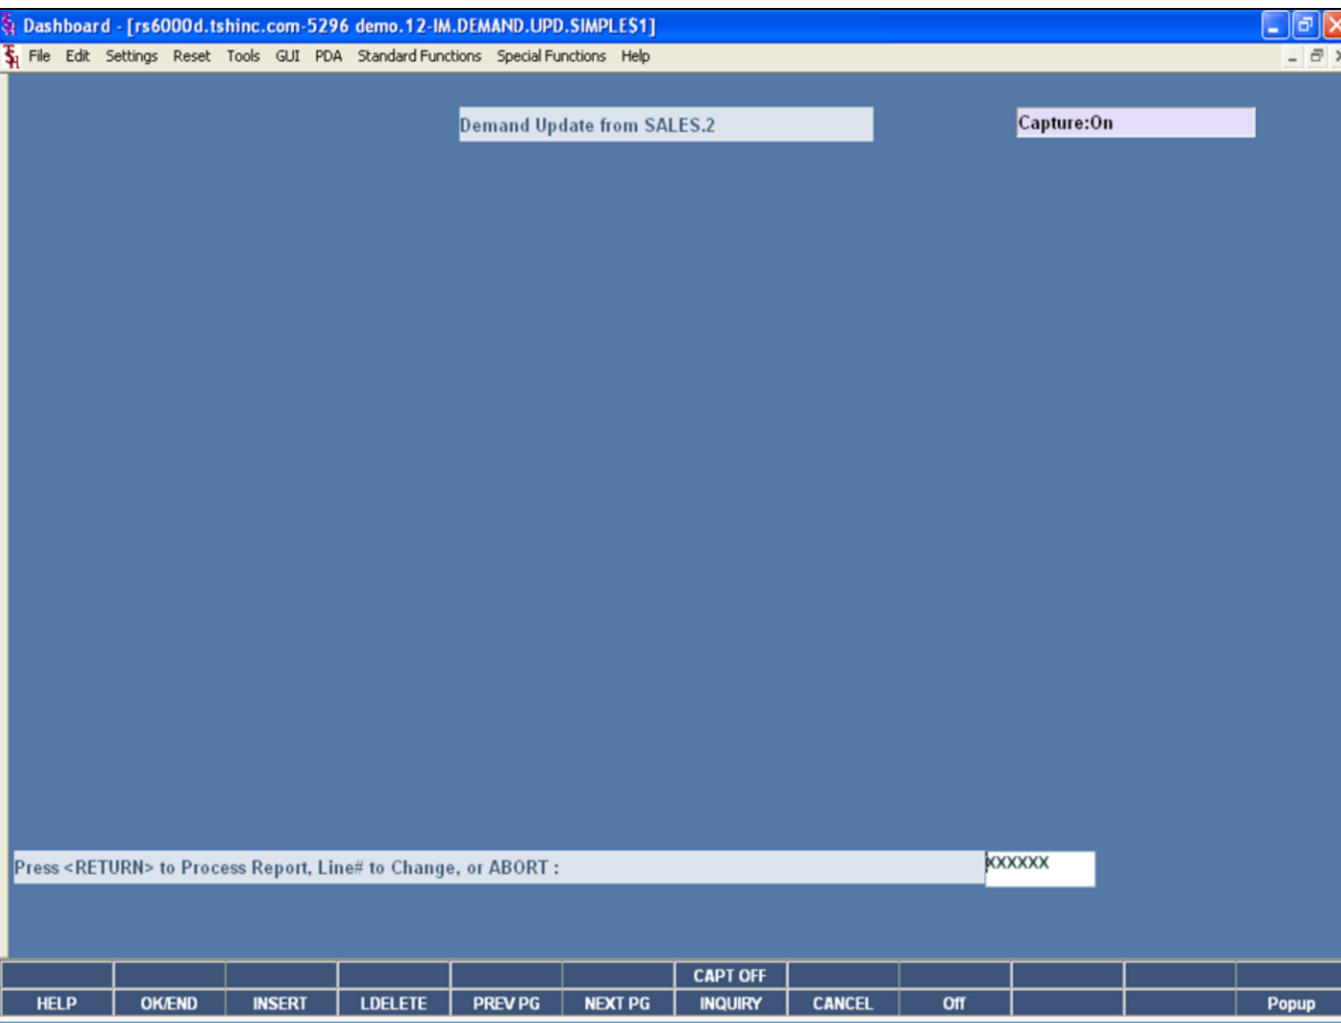 Dashboard - [rs6000d.tshinc.com-5296 demo.12-IM.DEMAND.UPD.SIMPLE$1]
File Edit Settings Reset Tools GUI PDA Standard Functions Special Functions Help
Demand Update from SALES.2
Capture:On
Press <RETURN> to Process Report, Line# to Change, or ABORT :
XXXXXX
CAPT OFF
HELP OK/END INSERT LDELETE PREV PG NEXT PG INQUIRY CANCEL Off Popup